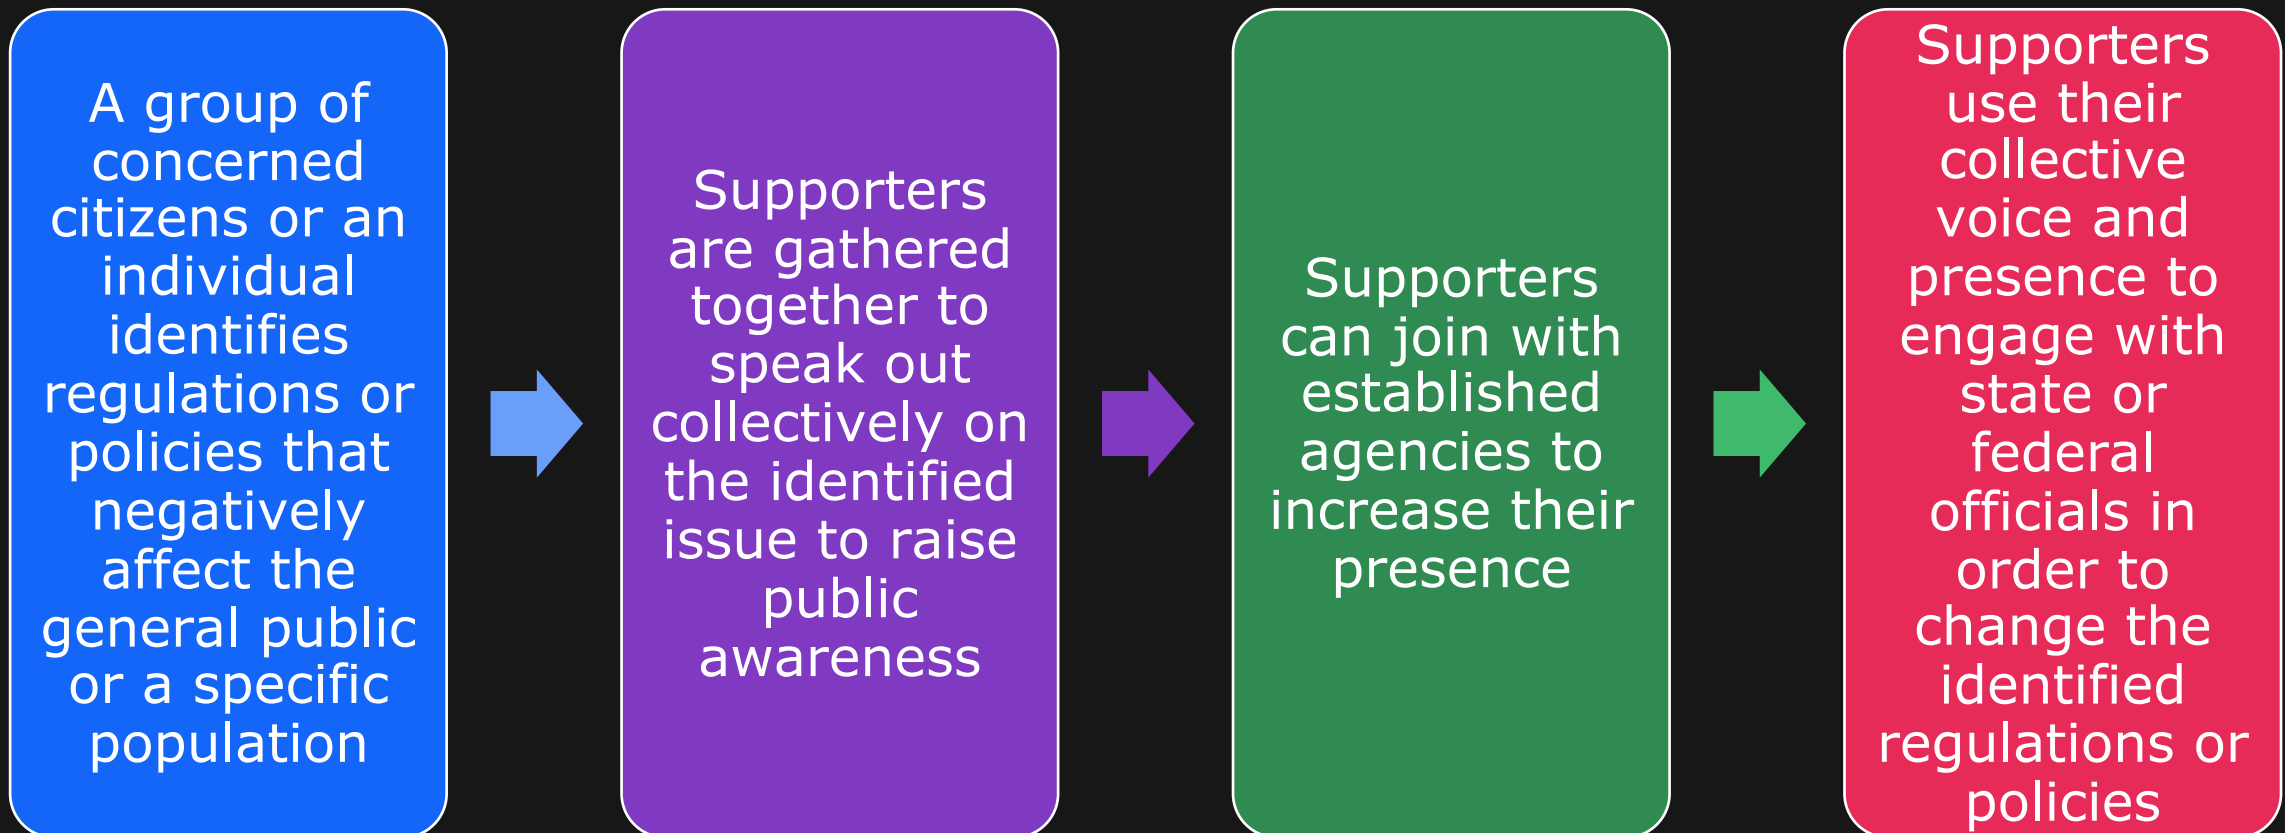 A group of
concerned
citizens or an
individual
identifies
regulations or
policies that
negatively
affect the
general public
or a specific
population
Supporters
are gathered
together to
speak out
collectively on
the identified
issue to raise
public
awareness
Supporters
can join with
established
agencies to
increase their
presence
Supporters
use their
collective
voice and
presence to
engage with
state or
federal
officials in
order to
change the
identified
regulations or
policies